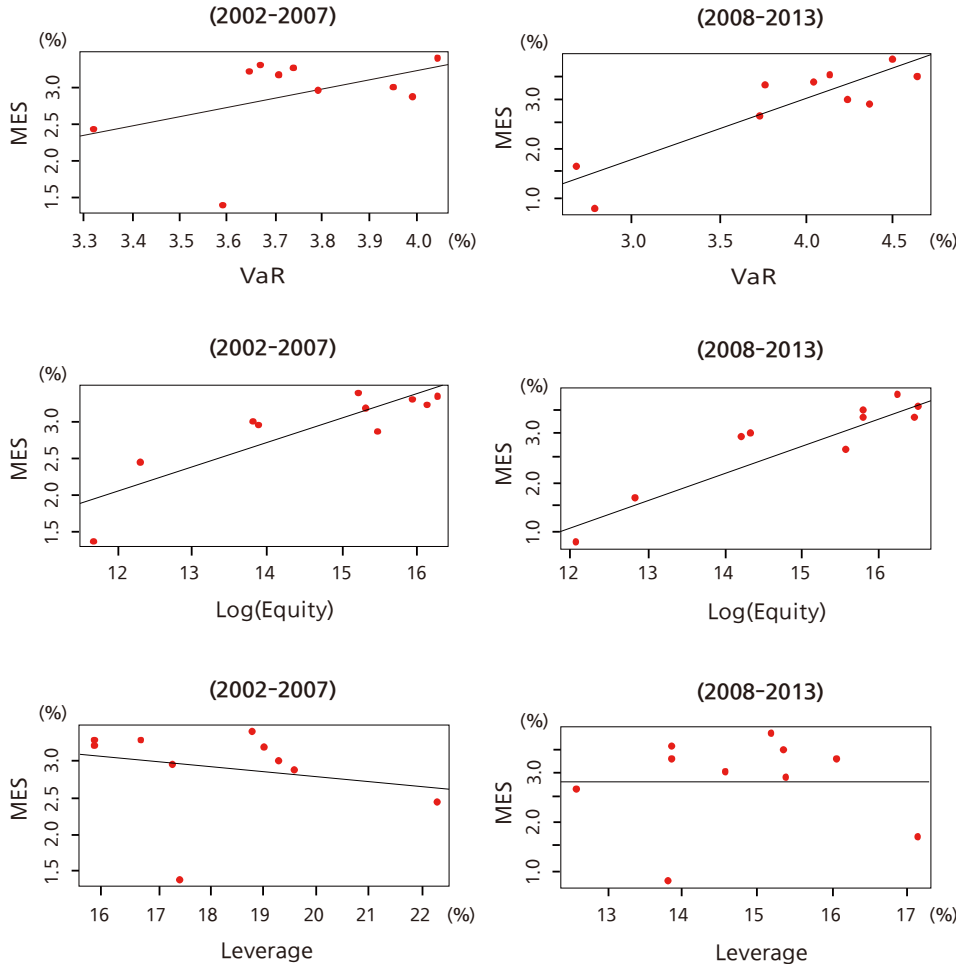 (2002-2007)
(%)
MES
3.0
2.5
2.0
1.5
3.3 3.4 3.5 3.6 3.7 3.8 3.9 4.0 (%)
VaR
(2008-2013)
(%)
MES
3.0
2.0
1.0
3.0 3.5 4.0 4.5 (%)
VaR
(2002-2007)
(%)
MES
3.0
2.5
2.0
1.5
12 13 14 15 16
Log(Equity)
(2008-2013)
(%)
MES
3.0
2.0
1.0
12 13 14 15 16
Log(Equity)
(2002-2007)
(%)
MES
3.0
2.5
2.0
1.5
16 17 18 19 20 21 22 (%)
Leverage
(2008-2013)
(%)
MES
3.0
2.0
1.0
13 14 15 16 17 (%)
Leverage